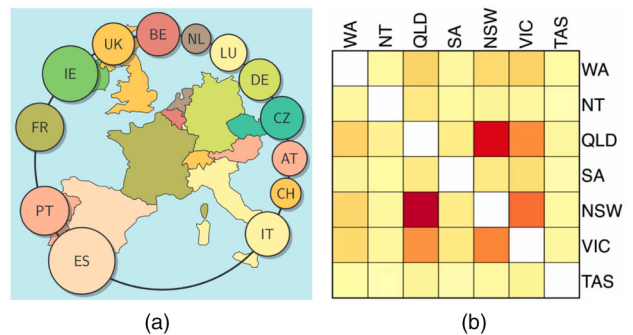 UK
BE
NL
LU
DE
CZ
AT
CH
IT
ES
PT
FR
IE
(a)
WA
NT
QLD
SA
NSW
VIC
TAS
WA
NT
QLD
SA
NSW
VIC
TAS
(b)